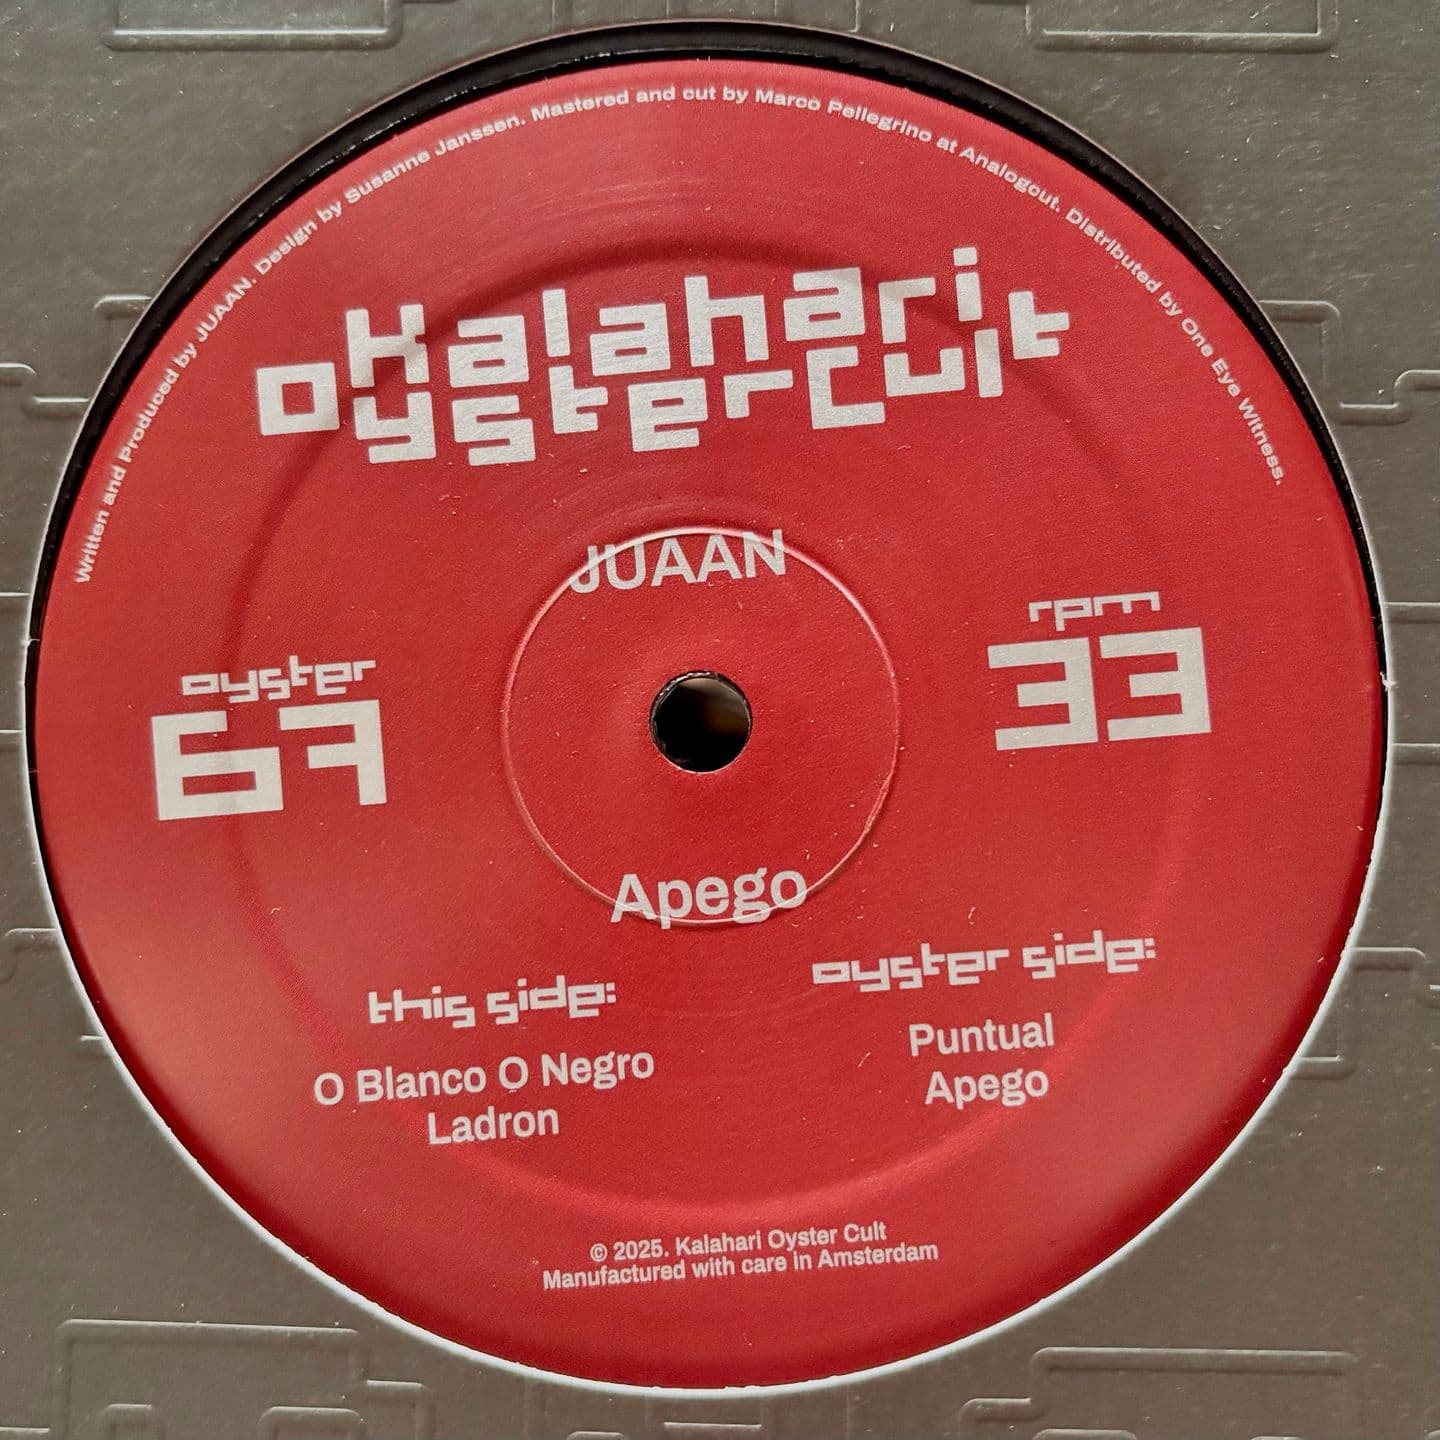 Written and Produced by JUAAN. Design by Susanne Janssen. Mastered and cut by Marco Pellegrino at Analogcut. Distributed by One Eye Witness.
Kalahari
oystercult
JUAAN
oyster
67
rpm
33
Apego
this side:
O Blanco O Negro
Ladron
oyster side:
Puntual
Apego
© 2025. Kalahari Oyster Cult
Manufactured with care in Amsterdam